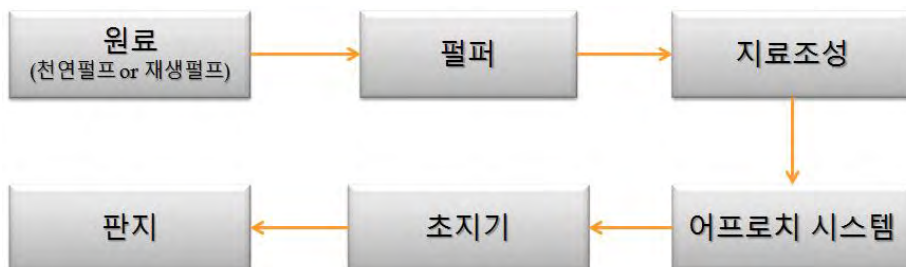 원료
(천연펄프 or 재생펄프)
펄퍼
지료조성
어프로치 시스템
초지기
판지